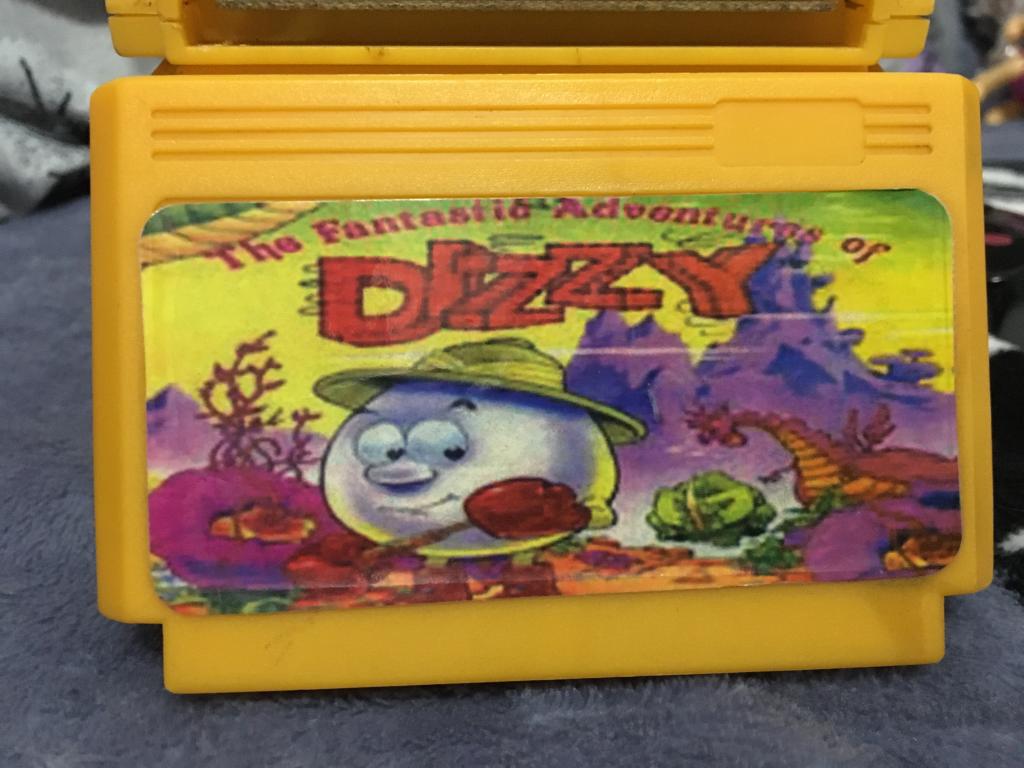 The Fantastic Adventures of
DIZZY